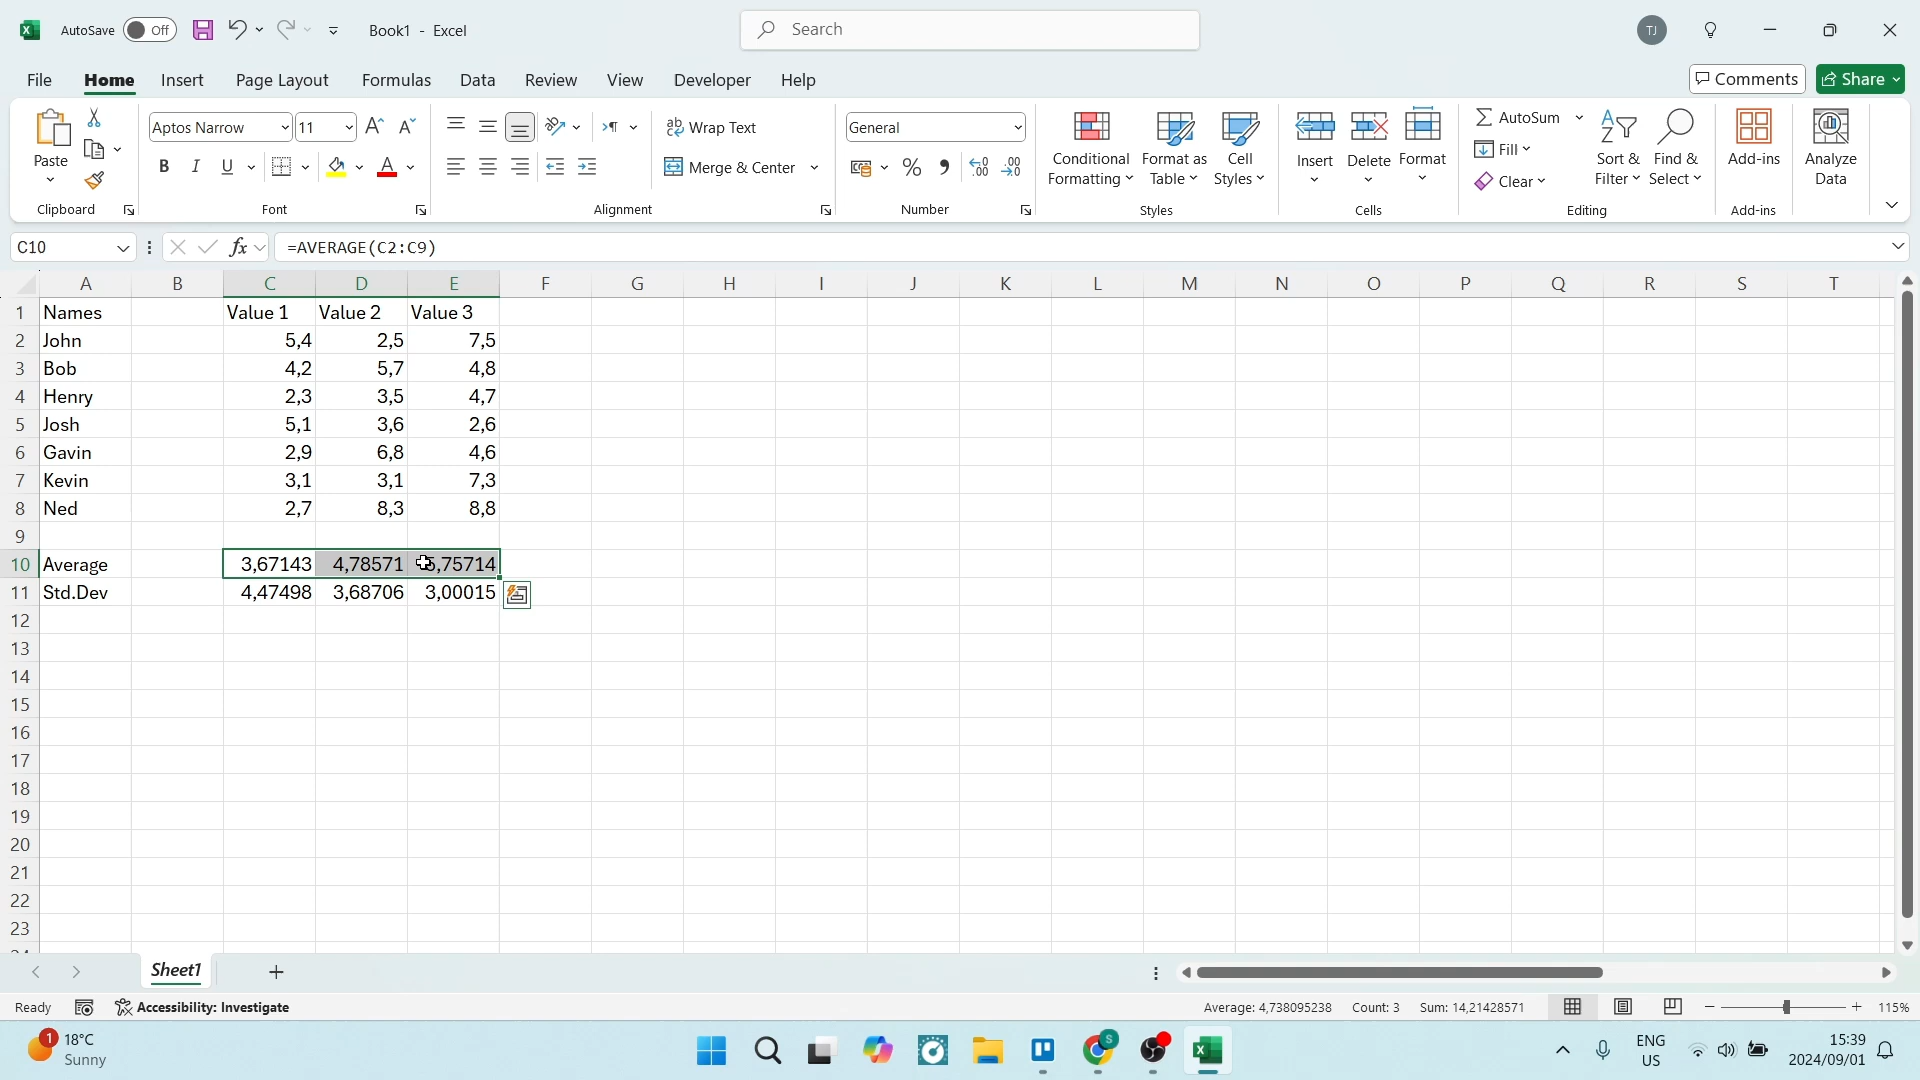 AutoSave Off Book1 - Excel Search TJ
File Home Insert Page Layout Formulas Data Review View Developer Help Comments Share
Paste Aptos Narrow 11 B I U A Wrap Text Merge & Center General % Conditional Formatting Format as Table Cell Styles Insert Delete Format AutoSum Fill Clear Sort & Filter Find & Select Add-ins Analyze Data
Clipboard Font Alignment Number Styles Cells Editing Add-ins
C10 fx =AVERAGE(C2:C9)
A B C D E F G H I J K L M N O P Q R S T
1 Names Value 1 Value 2 Value 3
2 John 5,4 2,5 7,5
3 Bob 4,2 5,7 4,8
4 Henry 2,3 3,5 4,7
5 Josh 5,1 3,6 2,6
6 Gavin 2,9 6,8 4,6
7 Kevin 3,1 3,1 7,3
8 Ned 2,7 8,3 8,8
9
10 Average 3,67143 4,78571 5,75714
11 Std.Dev 4,47498 3,68706 3,00015
12
13
14
15
16
17
18
19
20
21
22
23
Sheet1
Ready Accessibility: Investigate Average: 4,738095238 Count: 3 Sum: 14,21428571 115%
1 18°C ENG 15:39
Sunny US 2024/09/01